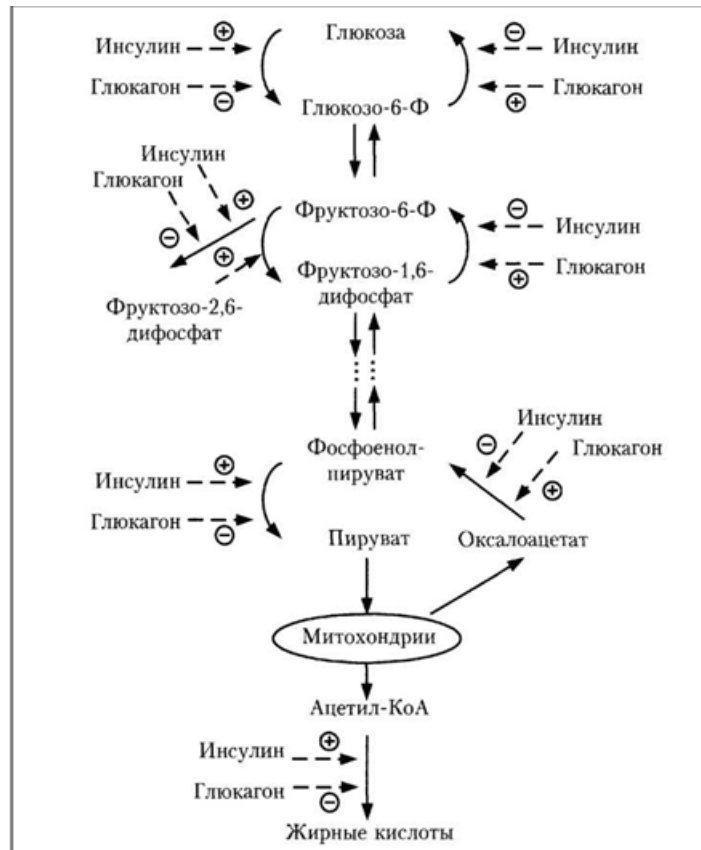 Глюкоза
Инсулин
+
Глюкагон
−
−
Инсулин
Глюкагон
+
Глюкозо-6-Ф
Инсулин
Глюкагон
+
−
+
Фруктозо-6-Ф
−
Инсулин
Глюкагон
+
Фруктозо-1,6-
дифосфат
Фруктозо-2,6-
дифосфат
Фосфоенол-
пируват
Инсулин
+
Глюкагон
−
Инсулин
Глюкагон
−
+
Пируват
Оксалоацетат
Митохондрии
Ацетил-КоА
Инсулин
+
Глюкагон
−
Жирные кислоты